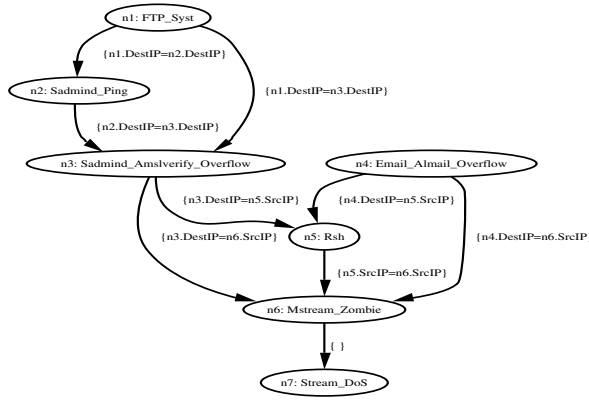 n1: FTP_Syst
{n1.DestIP=n2.DestIP}
n2: Sadmind_Ping
{n1.DestIP=n3.DestIP}
{n2.DestIP=n3.DestIP}
n3: Sadmind_Amslverify_Overflow
n4: Email_Almail_Overflow
{n3.DestIP=n5.SrcIP}
{n4.DestIP=n5.SrcIP}
{n3.DestIP=n6.SrcIP}
n5: Rsh
{n4.DestIP=n6.SrcIP}
{n5.SrcIP=n6.SrcIP}
n6: Mstream_Zombie
{ }
n7: Stream_DoS